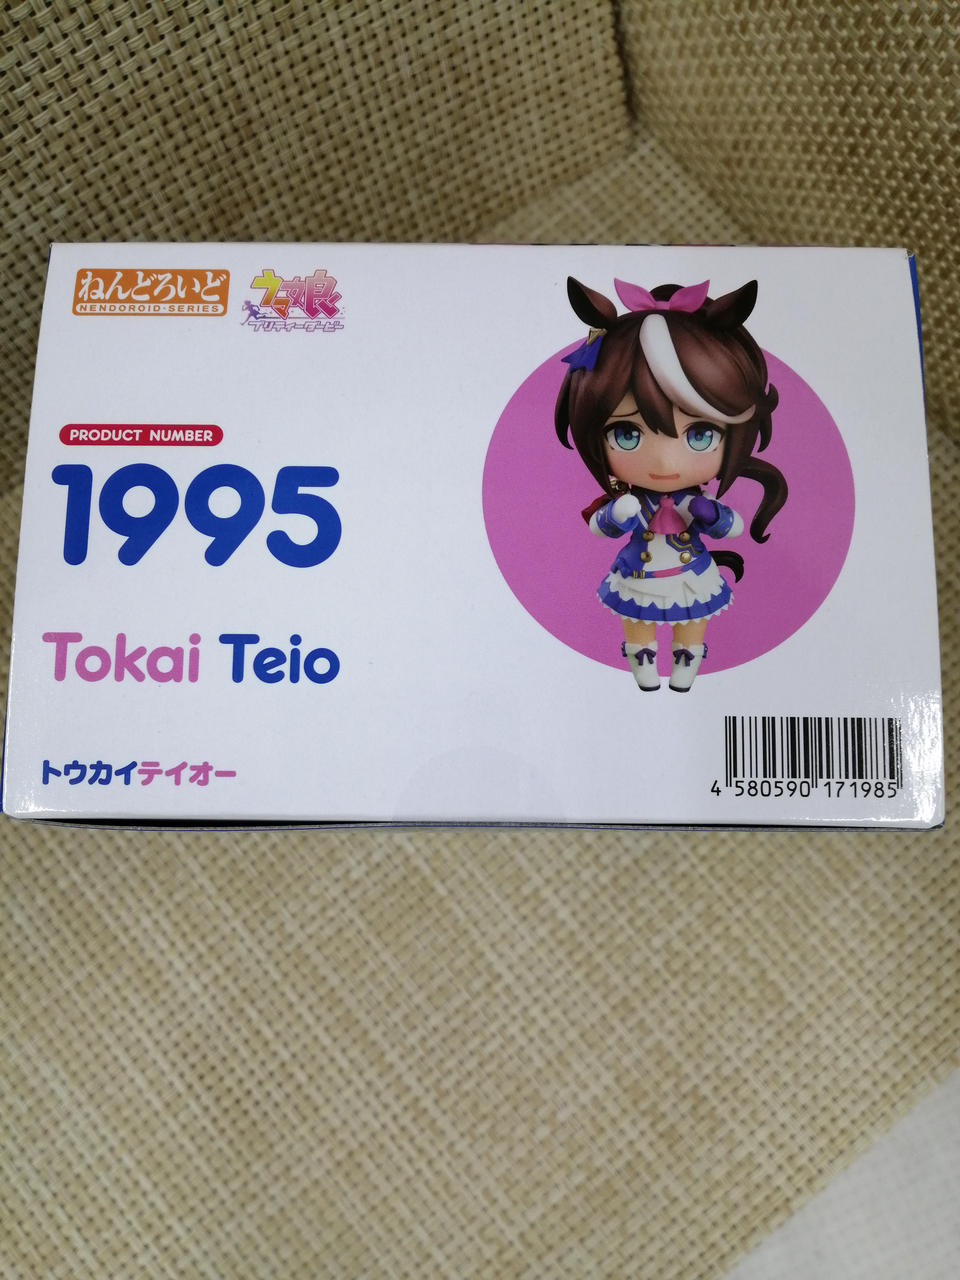 ねんどろいど
NENDOROID·SERIES
ウマ娘
プリティーダービー
PRODUCT NUMBER
1995
Tokai Teio
トウカイテイオー
4 580590 171985